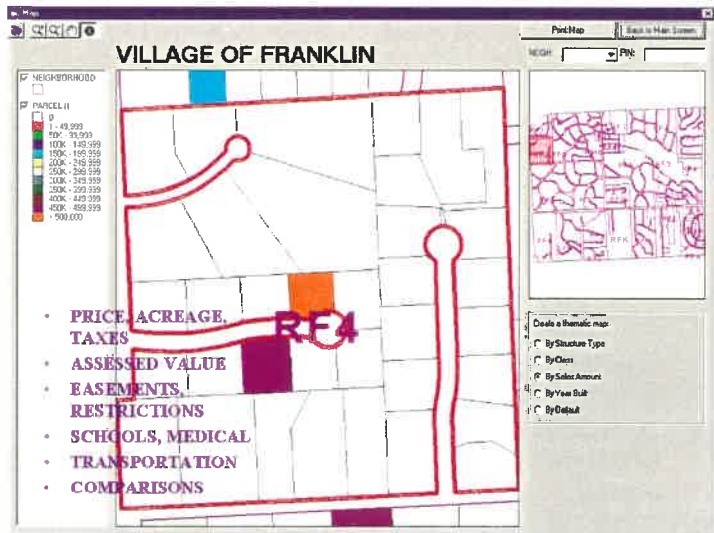 Maps
Print Map
Back to Main Screen
VILLAGE OF FRANKLIN
NEIGH:
PIN:
NEIGHBORHOOD
PARCEL
0
1 - 49,999
50K - 99,999
100K - 149,999
150K - 199,999
200K - 249,999
250K - 299,999
300K - 349,999
350K - 399,999
400K - 449,999
450K - 499,999
> 500,000
RF4
RFK
• PRICE, ACREAGE,
TAXES
• ASSESSED VALUE
• EASEMENTS,
RESTRICTIONS
• SCHOOLS, MEDICAL
• TRANSPORTATION
• COMPARISONS
Create a thematic map:
By Structure Type
By Class
By Sales Amount
By Year Built
By Default